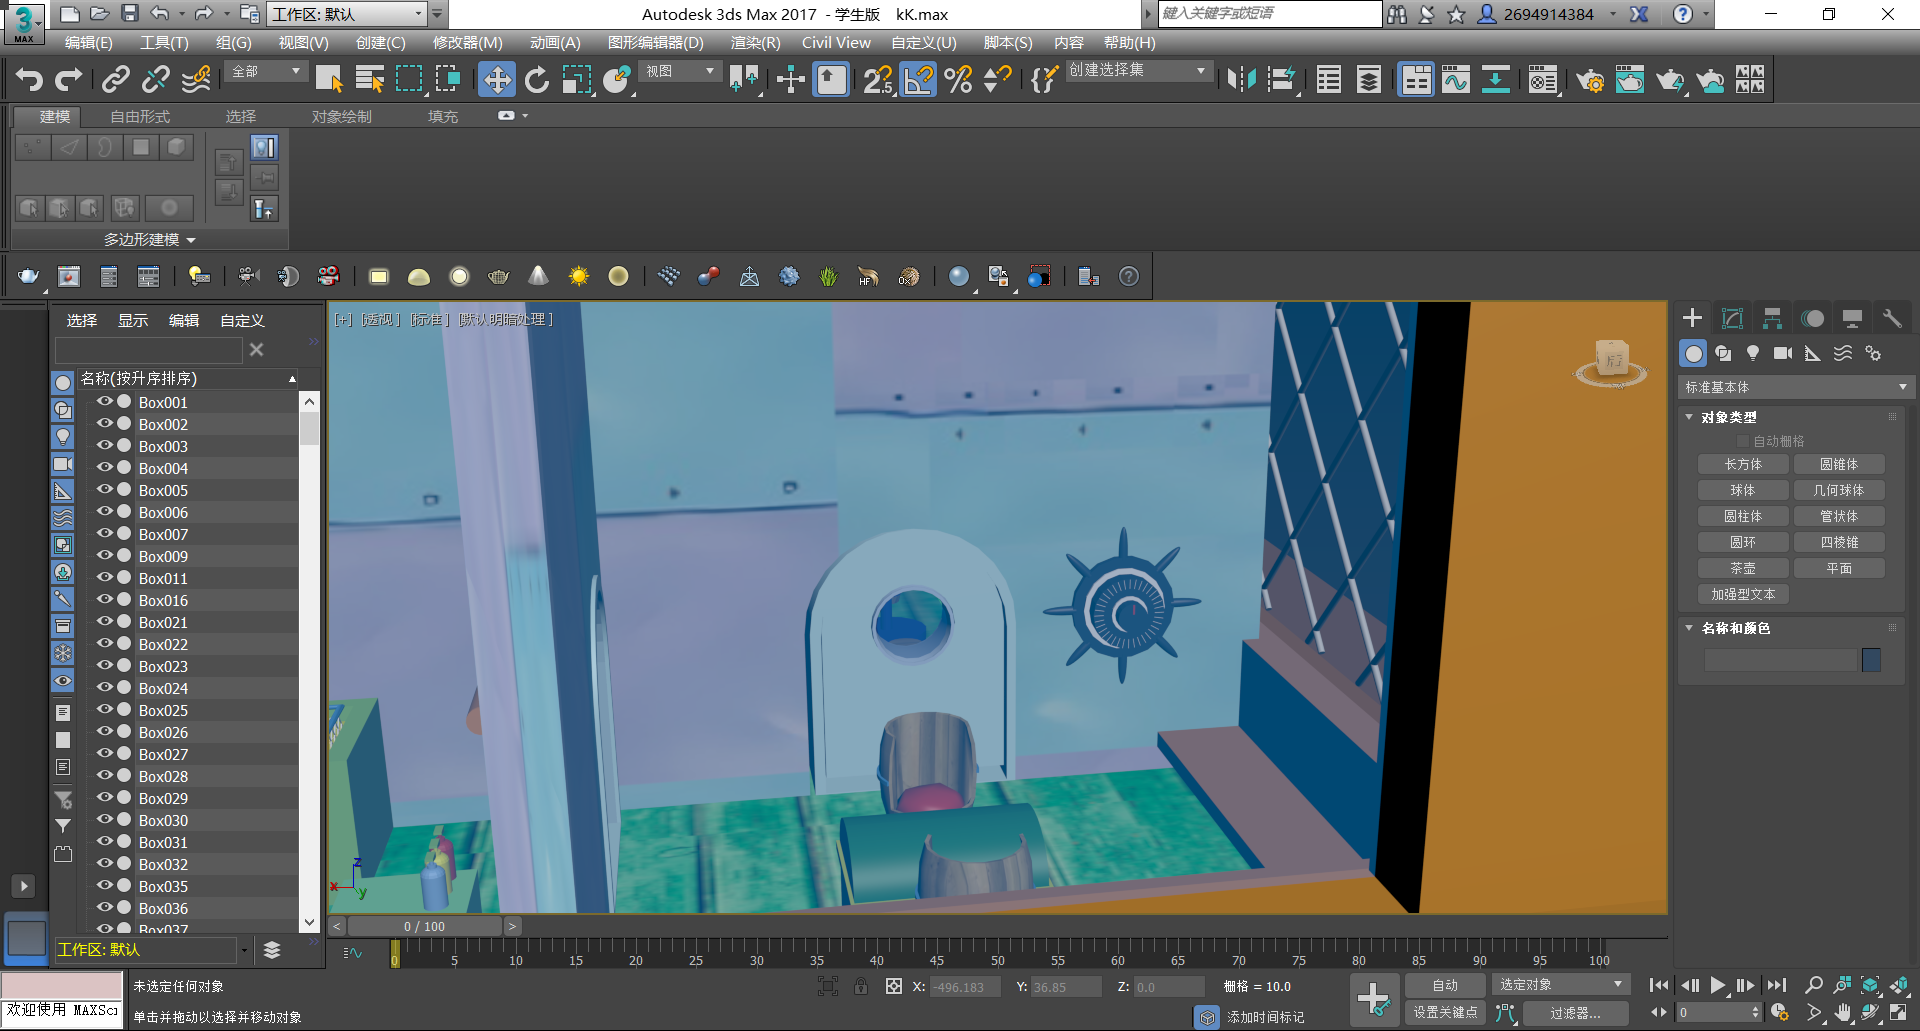 3
MAX
工作区: 默认
Autodesk 3ds Max 2017 - 学生版 kK.max
键入关键字或短语
2694914384
编辑(E) 工具(T) 组(G) 视图(V) 创建(C) 修改器(M) 动画(A) 图形编辑器(D) 渲染(R) Civil View 自定义(U) 脚本(S) 内容 帮助(H)
全部
视图
创建选择集
建模 自由形式 选择 对象绘制 填充
多边形建模
选择 显示 编辑 自定义
名称(按升序排序)
Box001
Box002
Box003
Box004
Box005
Box006
Box007
Box009
Box011
Box016
Box021
Box022
Box023
Box024
Box025
Box026
Box027
Box028
Box029
Box030
Box031
Box032
Box035
Box036
Box037
工作区: 默认
[+] [透视] [标准] [默认明暗处理]
z
x
y
标准基本体
对象类型
自动栅格
长方体 圆锥体
球体 几何球体
圆柱体 管状体
圆环 四棱锥
茶壶 平面
加强型文本
名称和颜色
< 0 / 100 >
0 5 10 15 20 25 30 35 40 45 50 55 60 65 70 75 80 85 90 95 100
未选定任何对象
X: -496.183 Y: 36.85 Z: 0.0 栅格 = 10.0
自动 选定对象
欢迎使用 MAXSc
单击并拖动以选择并移动对象
添加时间标记
设置关键点 过滤器...
0